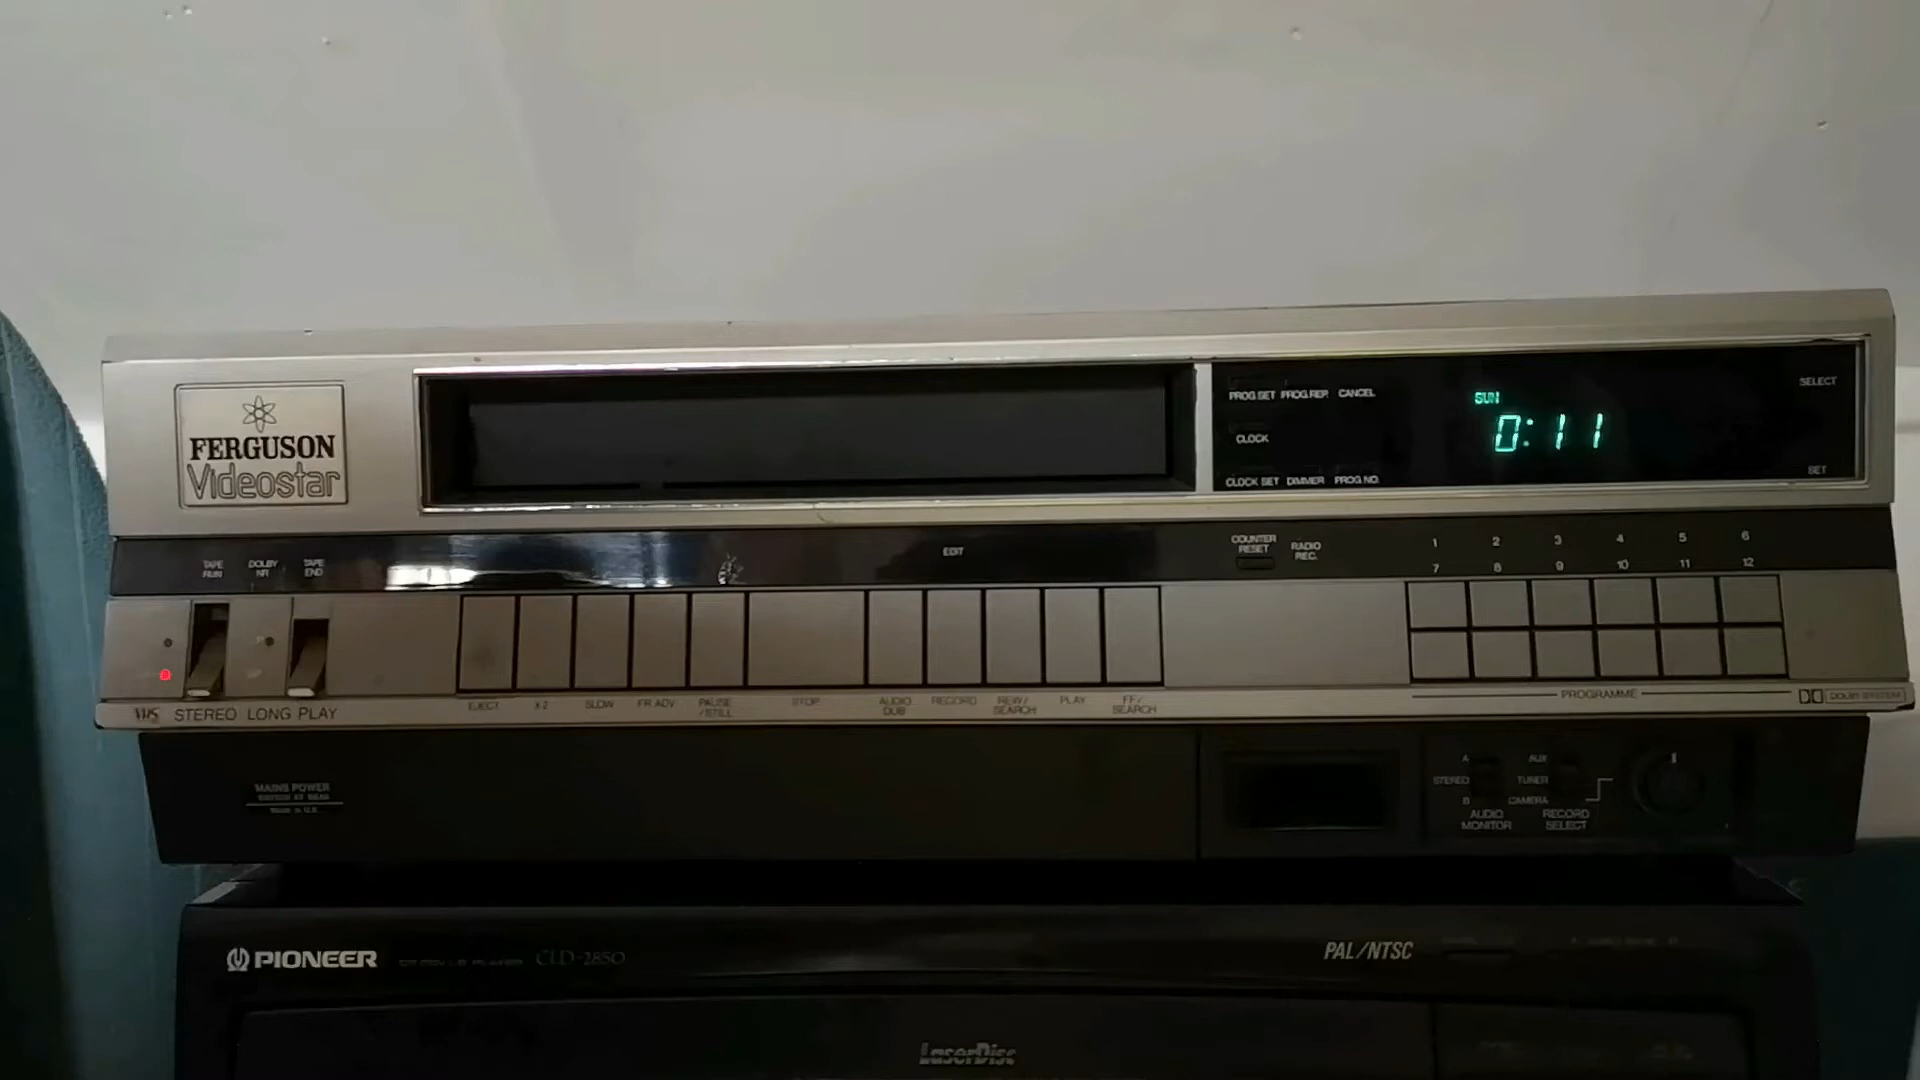 FERGUSON
Videostar
PROG.SET PROG.REP. CANCEL
CLOCK
CLOCK SET DIMMER PROG NO.
SUN
0:11
SELECT
SET
TAPE RUN
DOLBY NR
TAPE END
EDIT
COUNTER RESET
RADIO REC.
1 2 3 4 5 6
7 8 9 10 11 12
EJECT
X2
SLOW
FR.ADV
PAUSE /STILL
STOP
AUDIO DUB
RECORD
REW/ SEARCH
PLAY
FF/ SEARCH
PROGRAMME
DOLBY SYSTEM
VHS STEREO LONG PLAY
MAINS POWER
A
STEREO
B
AUDIO MONITOR
AUX
TUNER
CAMERA
RECORD SELECT
PIONEER
CLD-2850
PAL/NTSC
LaserDisc